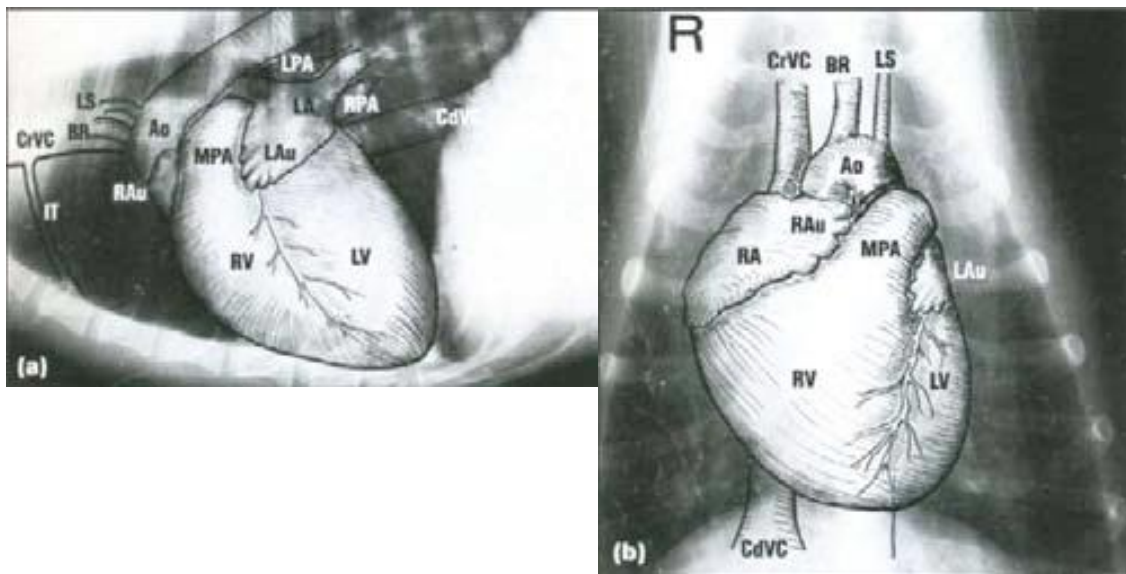 LPA
LS
LA
RPA
CdVC
BR
Ao
CrVC
MPA
LAu
RAu
IT
RV
LV
(a)
R
CrVC
BR
LS
Ao
RAu
MPA
RA
LAu
RV
LV
CdVC
(b)